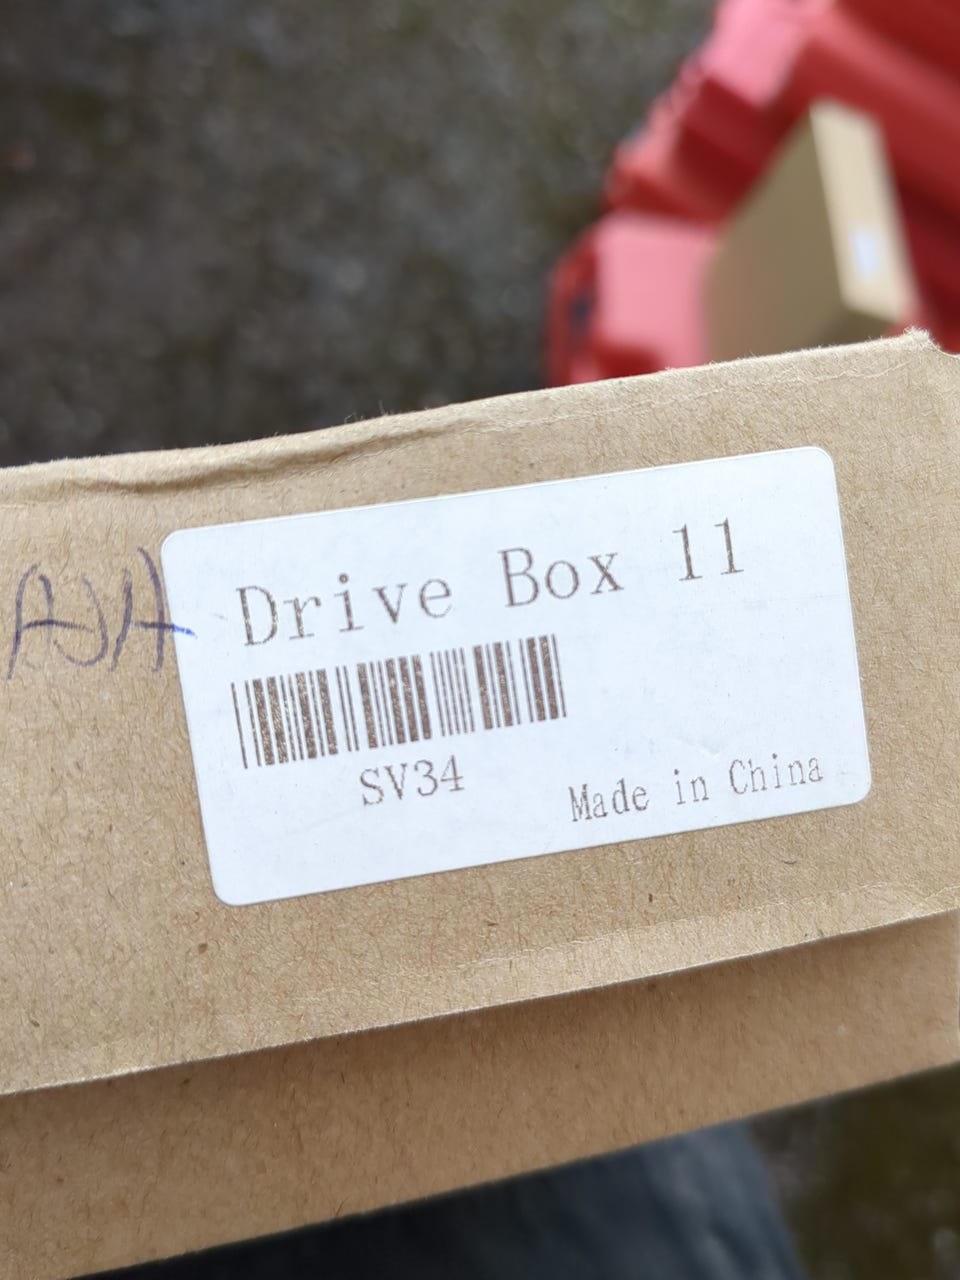 Drive Box 11
SV34
Made in China